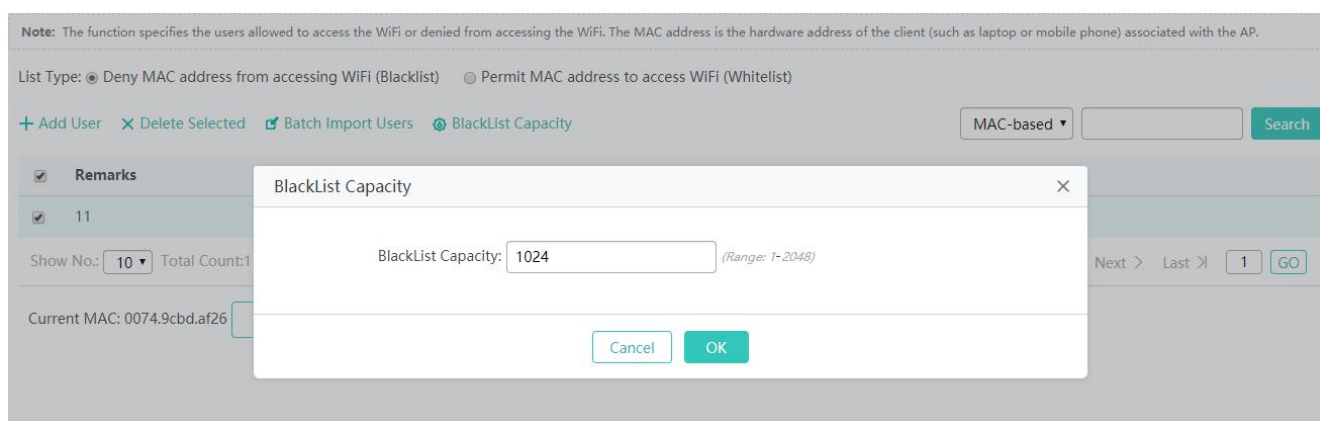 Note: The function specifies the users allowed to access the WiFi or denied from accessing the WiFi. The MAC address is the hardware address of the client (such as laptop or mobile phone) associated with the AP.
List Type: Deny MAC address from accessing WiFi (Blacklist) Permit MAC address to access WiFi (Whitelist)
Add User Delete Selected Batch Import Users BlackList Capacity MAC-based Search
Remarks
11
Show No.: 10 Total Count:1 Next Last 1 GO
Current MAC: 0074.9cbd.af26
BlackList Capacity
BlackList Capacity: 1024 (Range: 1-2048)
Cancel OK